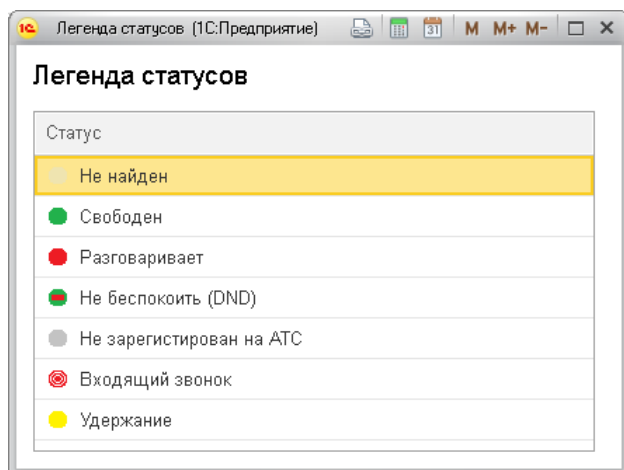 Легенда статусов (1С:Предприятие) 31 M M+ M-
Легенда статусов
Статус
Не найден
Свободен
Разговаривает
Не беспокоить (DND)
Не зарегистирован на АТС
Входящий звонок
Удержание